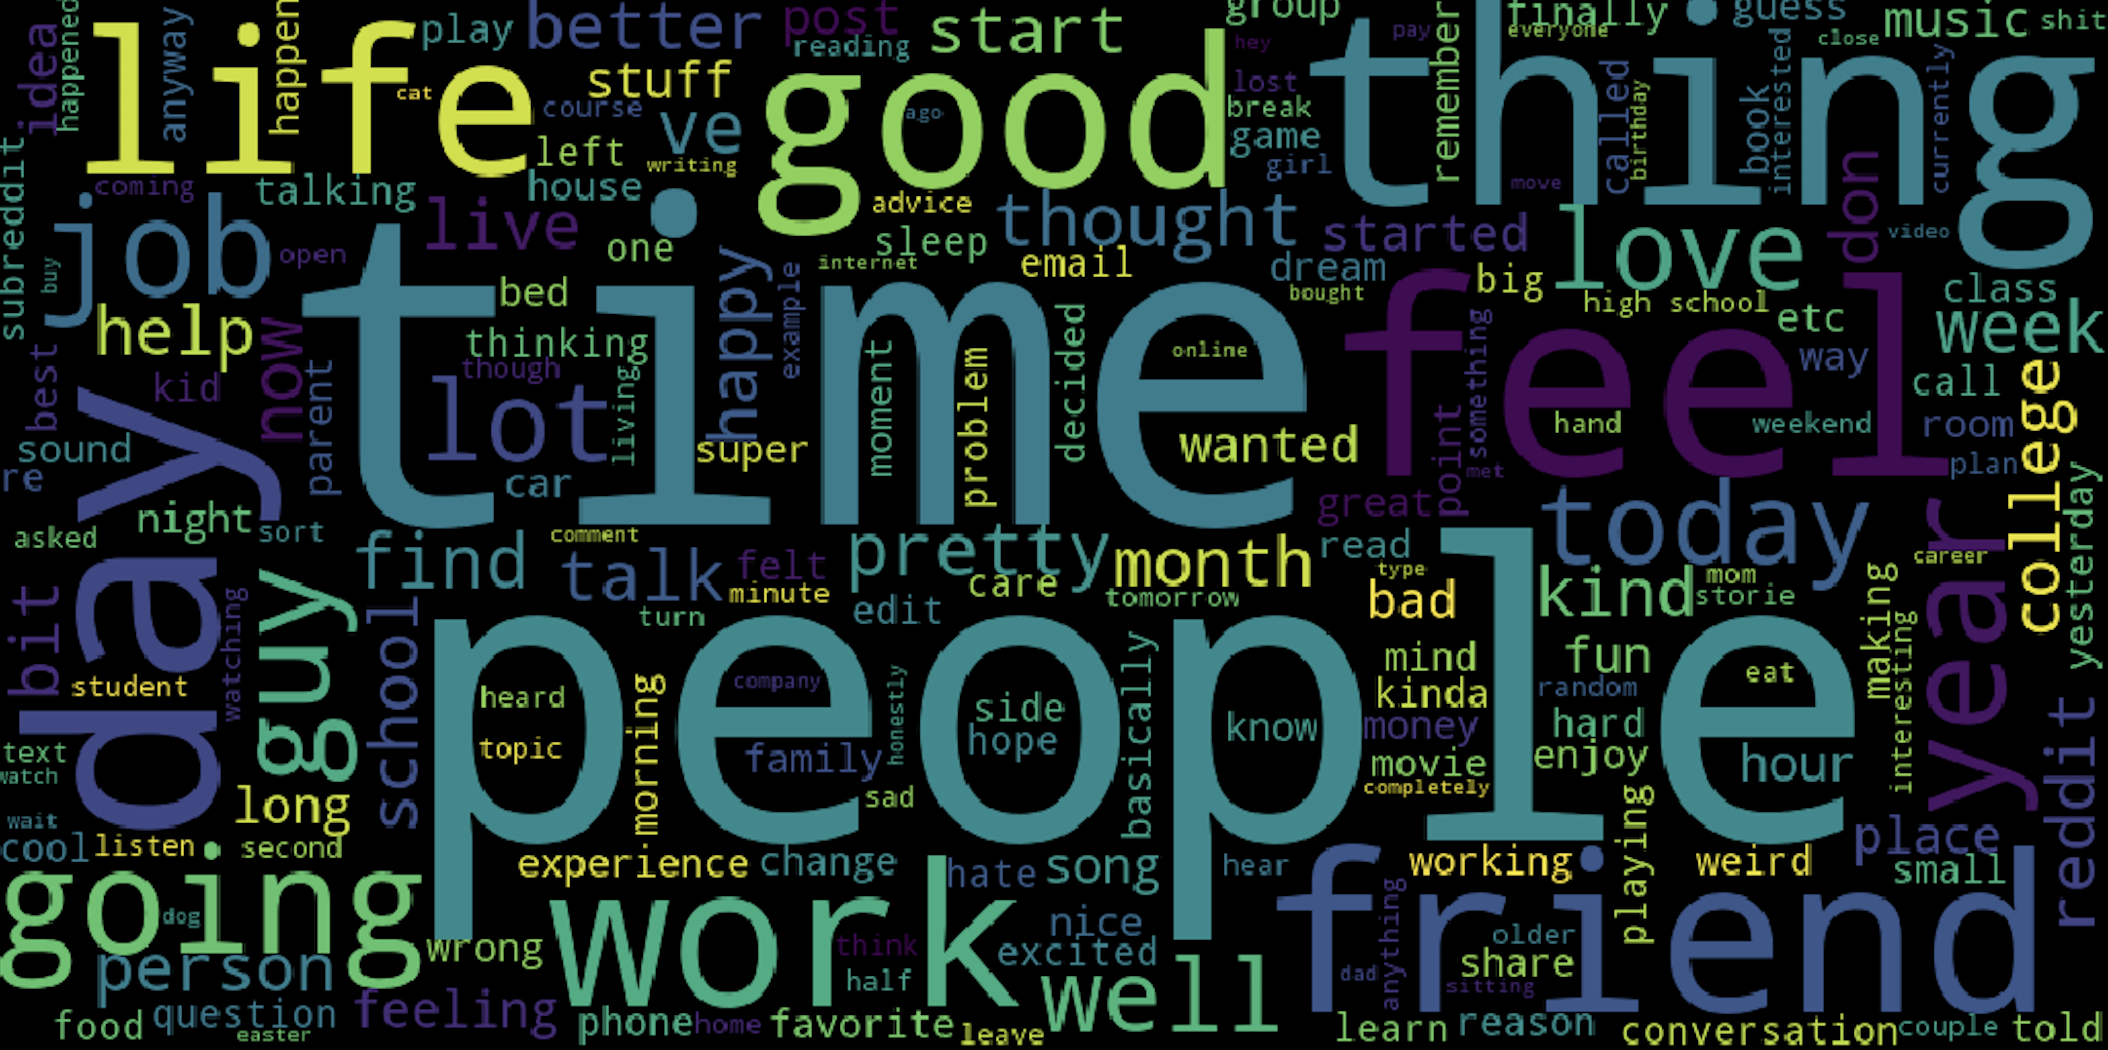 idea
happened
life
anyway
happen
cat
play
better
post
reading
start
group
hey
pay
remember
finally
everyone
guess
music
shit
close
stuff
course
ve
good
ago
lost
break
game
girl
thing
called
birthday
book
interested
currently
left
writing
house
coming
talking
move
subreddit
job
open
live
one
advice
sleep
internet
thought
email
started
dream
bought
big
love
don
video
high school
class
etc
week
buy
help
now
kid
best
parent
time
bed
thinking
though
living
lot
happy
example
super
moment
problem
decided
online
wanted
feel
something
point
met
hand
weekend
way
call
room
plan
college
yesterday
sound
re
day
car
great
night
sort
asked
find
comment
talk
felt
minute
turn
pretty
care
edit
month
tomorrow
read
type
bad
today
kind
mom
storie
career
year
making
interesting
bit
student
watching
guy
school
people
heard
topic
morning
company
family
honestly
sad
side
hope
basically
know
mind
kinda
money
movie
completely
fun
random
hard
enjoy
eat
hour
reddit
text
watch
long
wait
cool
listen
second
going
dog
person
wrong
experience
change
hate
song
hear
working
weird
playing
place
small
work
think
half
nice
excited
well
friend
dad
anything
older
share
sitting
food
question
easter
feeling
phone
home
favorite
leave
learn
reason
conversation
couple
told